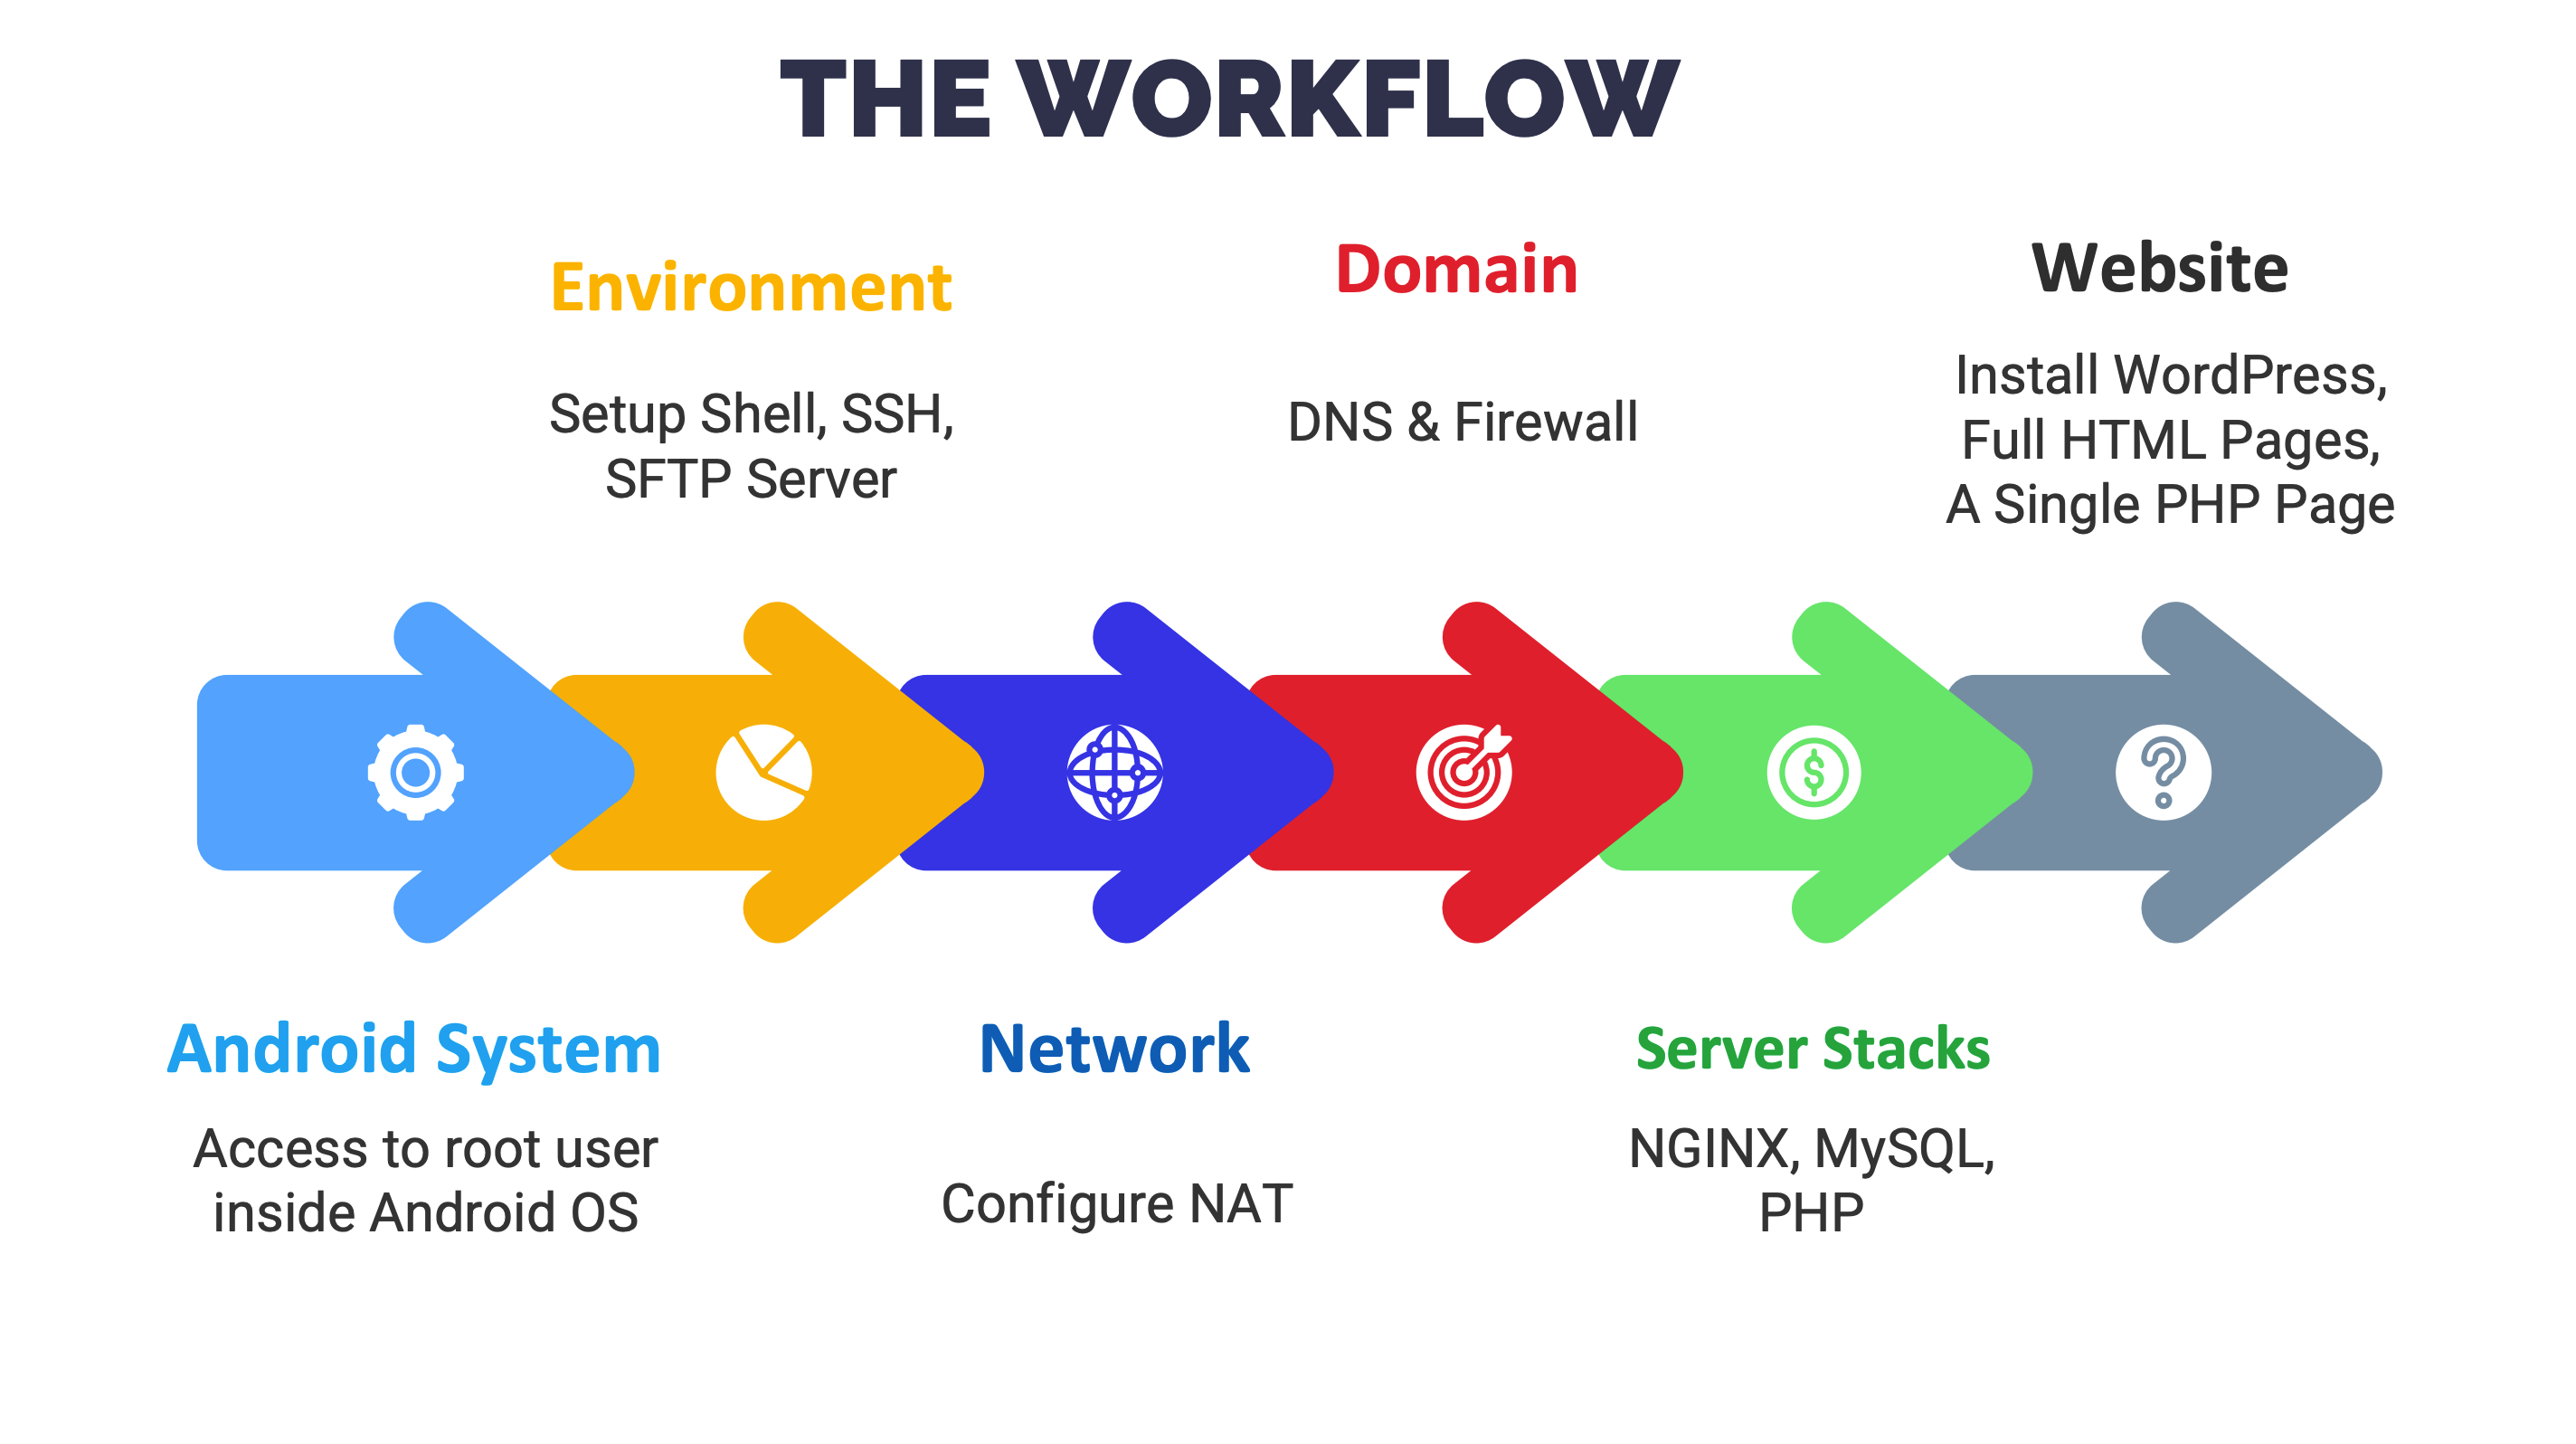 THE WORKFLOW
Environment
Setup Shell, SSH,
SFTP Server
Domain
DNS & Firewall
Website
Install WordPress,
Full HTML Pages,
A Single PHP Page
$
?
Android System
Access to root user
inside Android OS
Network
Configure NAT
Server Stacks
NGINX, MySQL,
PHP